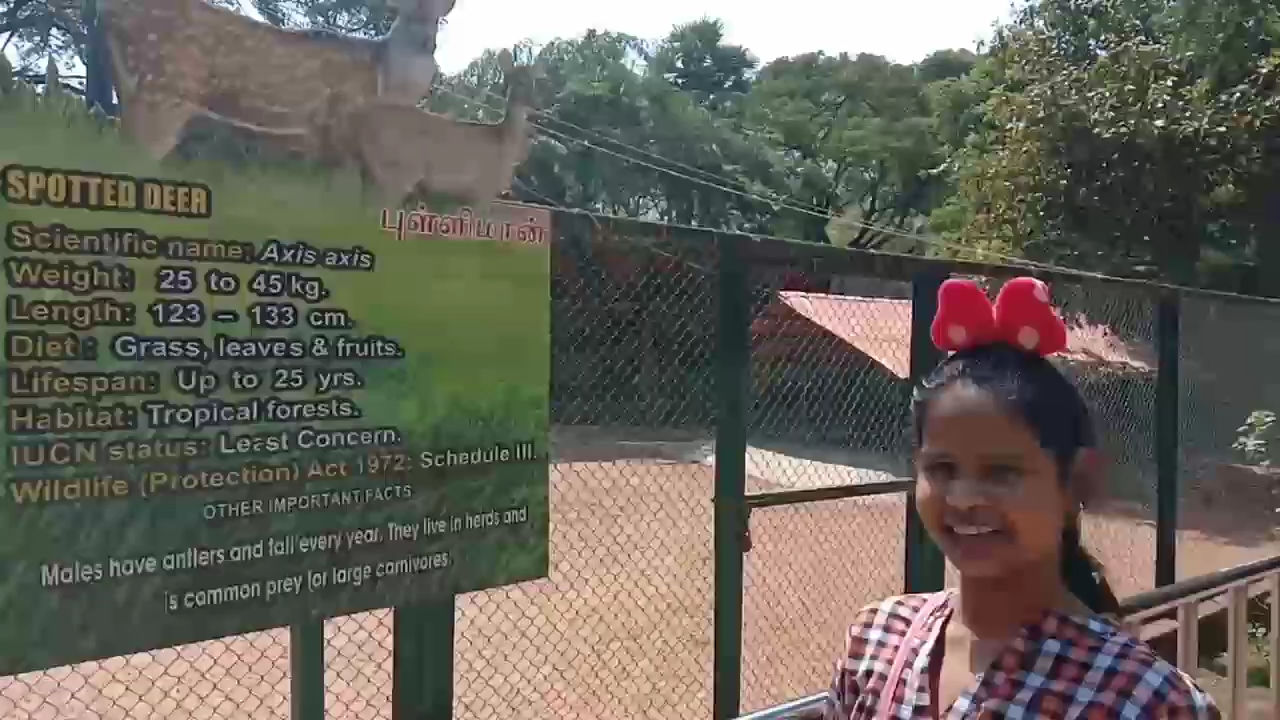 SPOTTED DEER
புள்ளிமான்
Scientific name: Axis axis
Weight: 25 to 45 kg.
Length: 123 – 133 cm.
Diet : Grass, leaves & fruits.
Lifespan: Up to 25 yrs.
Habitat: Tropical forests.
IUCN status: Least Concern.
Wildlife (Protection) Act 1972: Schedule III.
OTHER IMPORTANT FACTS
Males have antlers and fall every year. They live in herds and
is common prey for large carnivores.